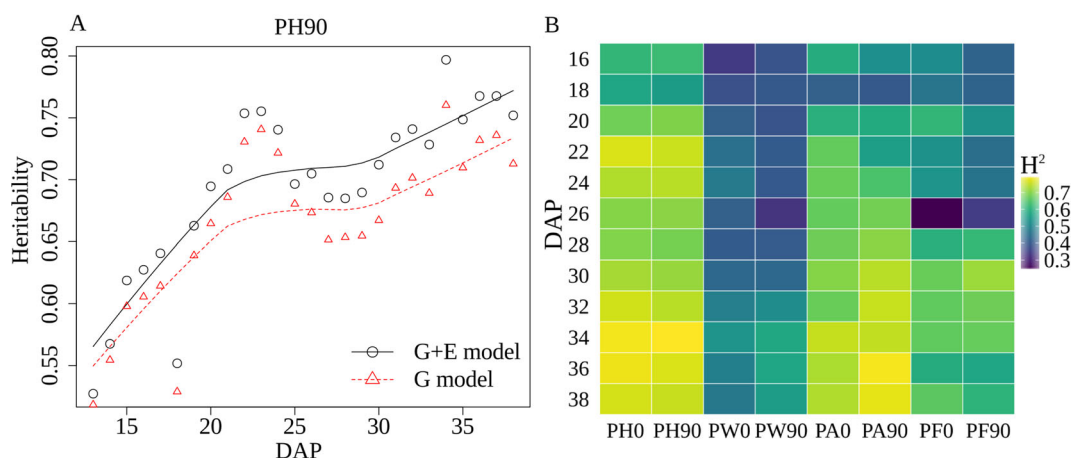 A
PH90
0.80
0.75
0.70
0.65
0.60
0.55
Heritability
G+E model
G model
15 20 25 30 35
DAP
B
16
18
20
22
24
26
28
30
32
34
36
38
DAP
PH0 PH90 PW0 PW90 PA0 PA90 PF0 PF90
H²
0.7
0.6
0.5
0.4
0.3